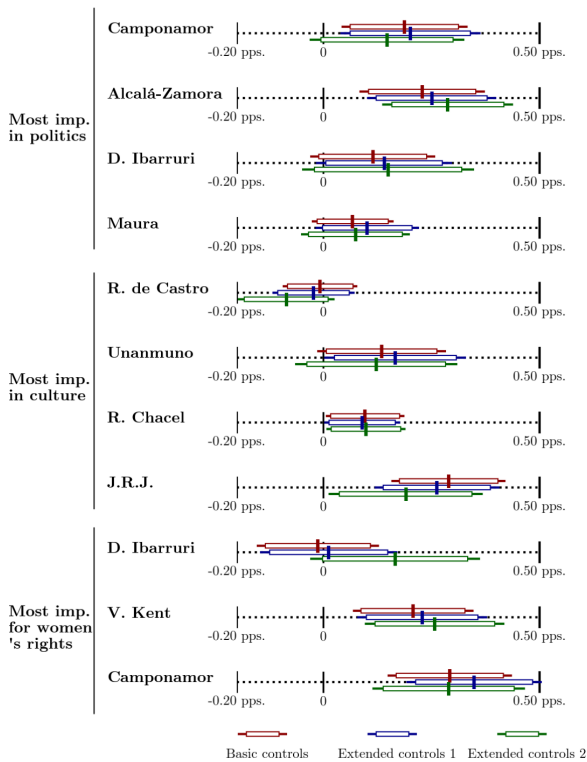 Most imp.
in politics
Camponamor
-0.20 pps.
0
0.50 pps.
Alcalá-Zamora
-0.20 pps.
0
0.50 pps.
D. Ibarruri
-0.20 pps.
0
0.50 pps.
Maura
-0.20 pps.
0
0.50 pps.
Most imp.
in culture
R. de Castro
-0.20 pps.
0
0.50 pps.
Unanmuno
-0.20 pps.
0
0.50 pps.
R. Chacel
-0.20 pps.
0
0.50 pps.
J.R.J.
-0.20 pps.
0
0.50 pps.
Most imp.
for women
's rights
D. Ibarruri
-0.20 pps.
0
0.50 pps.
V. Kent
-0.20 pps.
0
0.50 pps.
Camponamor
-0.20 pps.
0
0.50 pps.
Basic controls
Extended controls 1
Extended controls 2